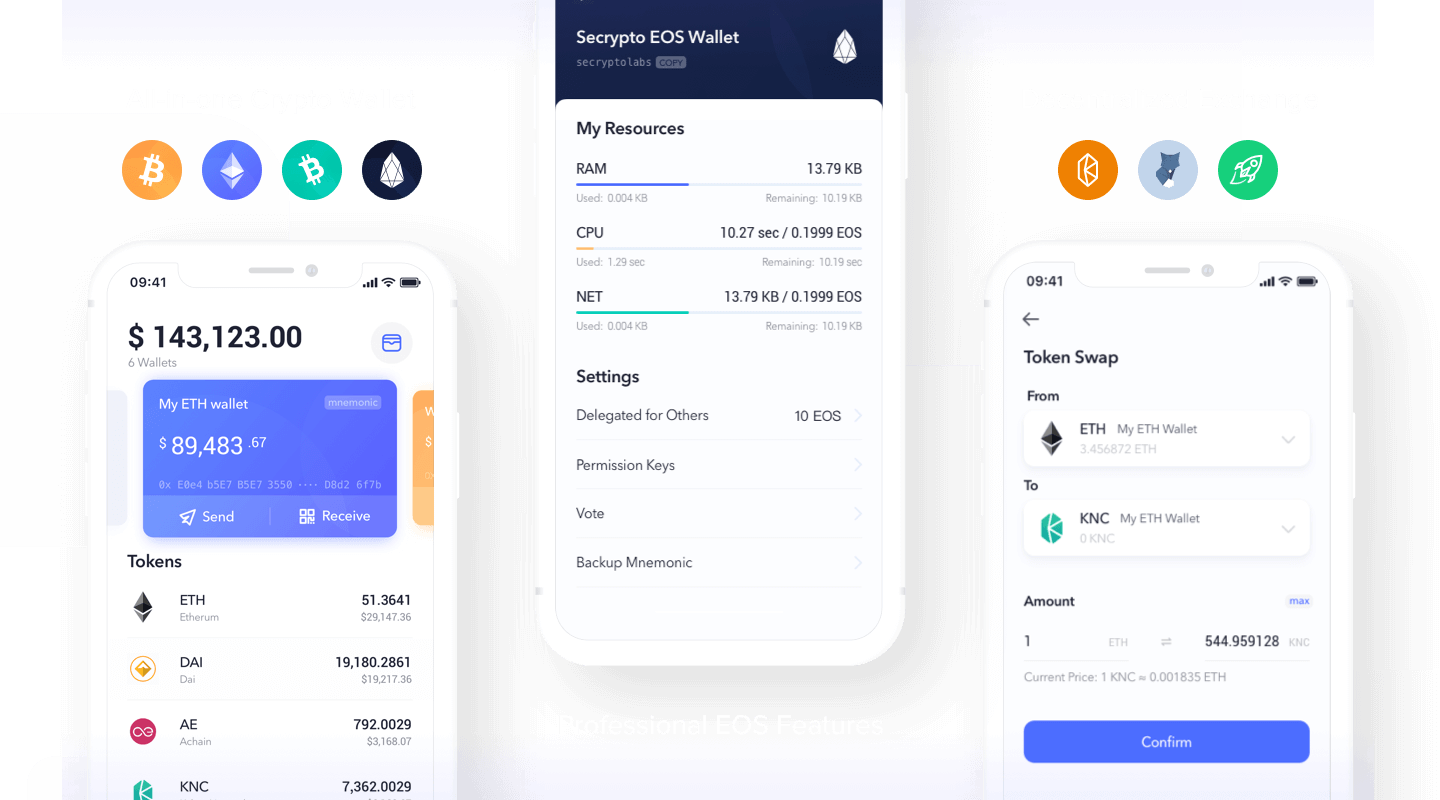 09:41
$ 143,123.00
6 Wallets
My ETH wallet mnemonic
$ 89,483 .67
0x E0e4 b5E7 B5E7 3550 ···· D8d2 6f7b
Send Receive
W
$
Tokens
ETH 51.3641
Etherum $29,147.36
DAI 19,180.2861
Dai $19,217.36
AE 792.0029
Achain $3,168.07
KNC 7,362.0029
Secrypto EOS Wallet
secryptolabs COPY
My Resources
RAM 13.79 KB
Used: 0.004 KB Remaining: 10.19 KB
CPU 10.27 sec / 0.1999 EOS
Used: 1.29 sec Remaining: 10.19 sec
NET 13.79 KB / 0.1999 EOS
Used: 0.004 KB Remaining: 10.19 KB
Settings
Delegated for Others 10 EOS
Permission Keys
Vote
Backup Mnemonic
Professional EOS Features
09:41
Token Swap
From
ETH My ETH Wallet
3.456872 ETH
To
KNC My ETH Wallet
0 KNC
Amount max
1 ETH ⇌ 544.959128 KNC
Current Price: 1 KNC ≈ 0.001835 ETH
Confirm